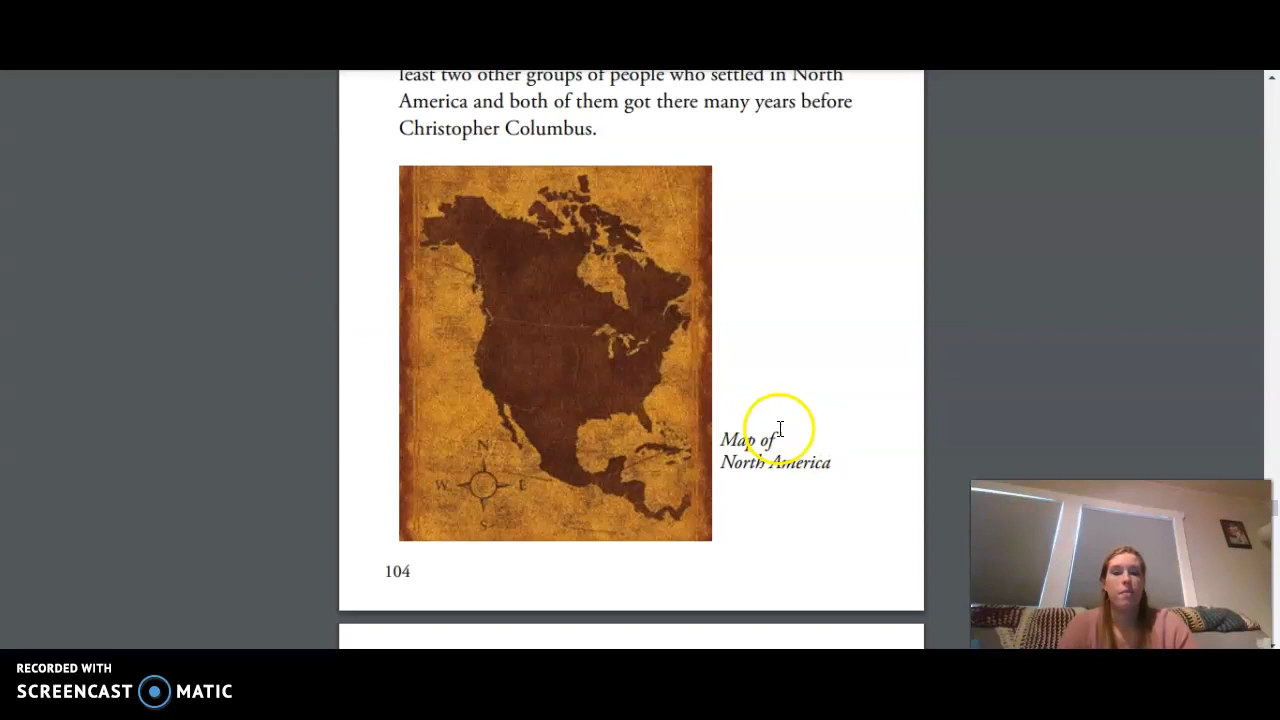 least two other groups of people who settled in North
America and both of them got there many years before
Christopher Columbus.
N
W E
S
Map of
North America
104
RECORDED WITH
SCREENCAST MATIC